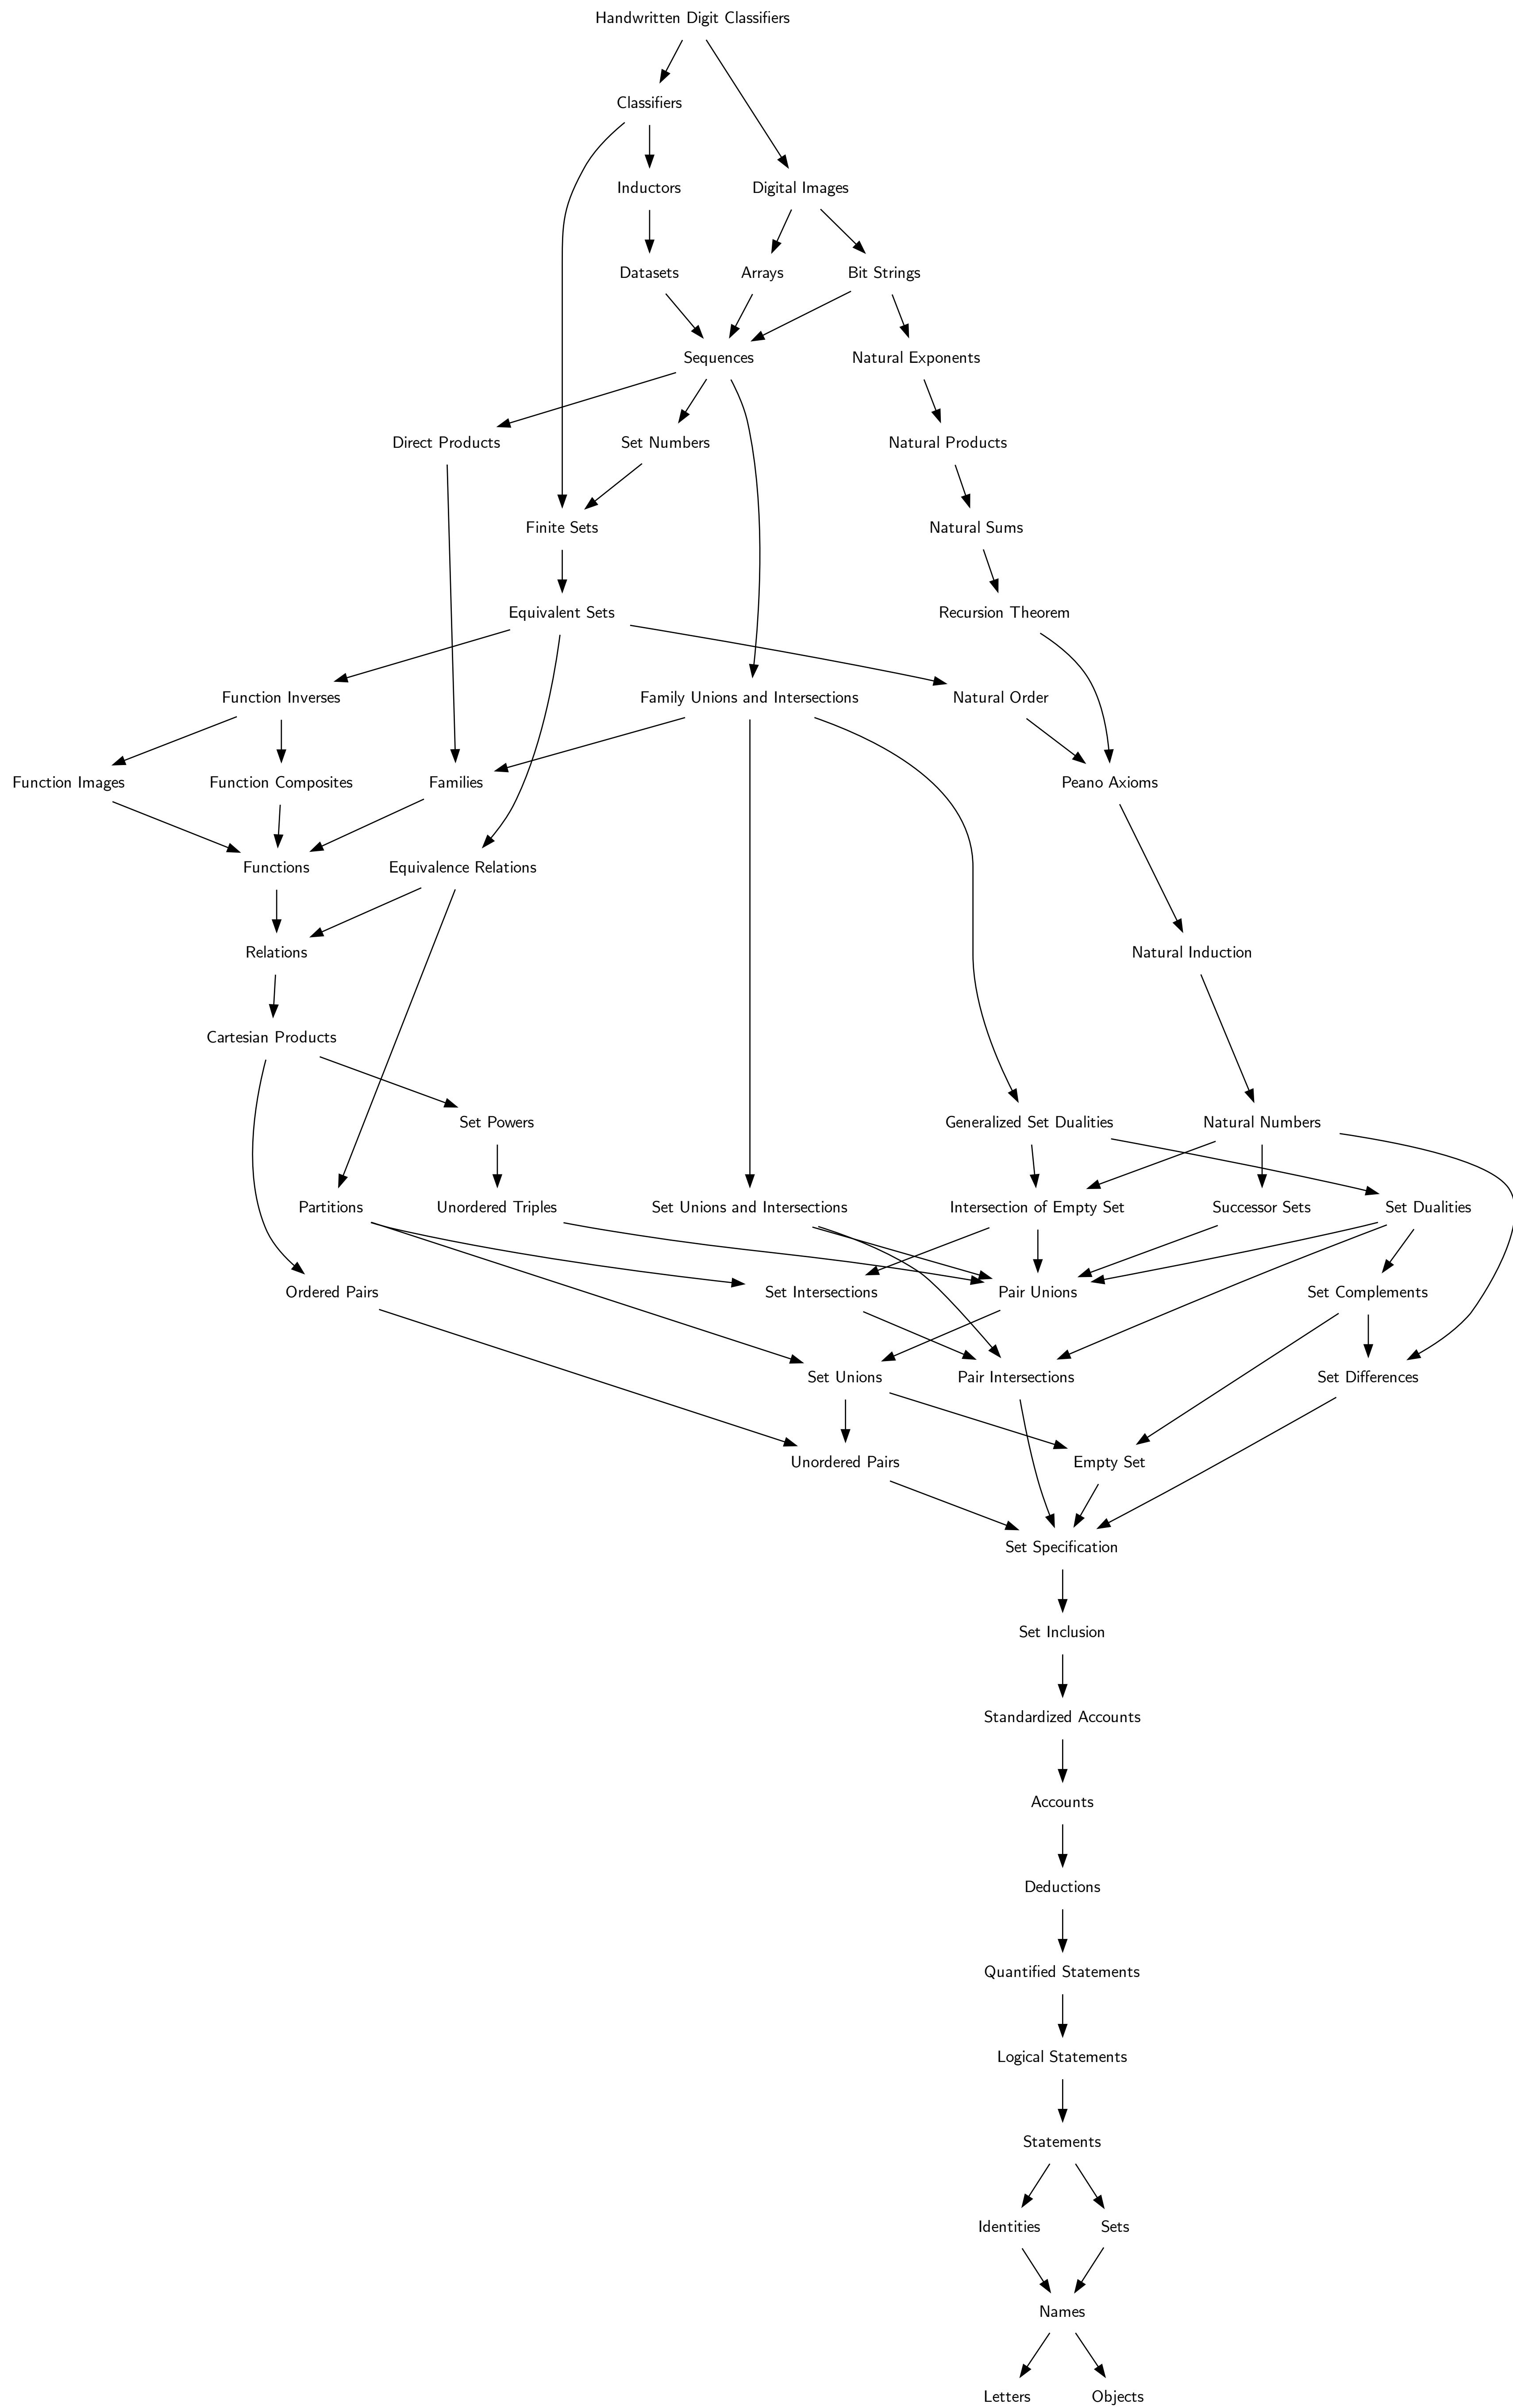 Handwritten Digit Classifiers
Classifiers
Inductors
Digital Images
Datasets
Arrays
Bit Strings
Sequences
Natural Exponents
Direct Products
Set Numbers
Natural Products
Finite Sets
Natural Sums
Equivalent Sets
Recursion Theorem
Function Inverses
Family Unions and Intersections
Natural Order
Function Images
Function Composites
Families
Peano Axioms
Functions
Equivalence Relations
Relations
Natural Induction
Cartesian Products
Set Powers
Generalized Set Dualities
Natural Numbers
Partitions
Unordered Triples
Set Unions and Intersections
Intersection of Empty Set
Successor Sets
Set Dualities
Ordered Pairs
Set Intersections
Pair Unions
Set Complements
Set Unions
Pair Intersections
Set Differences
Unordered Pairs
Empty Set
Set Specification
Set Inclusion
Standardized Accounts
Accounts
Deductions
Quantified Statements
Logical Statements
Statements
Identities
Sets
Names
Letters
Objects